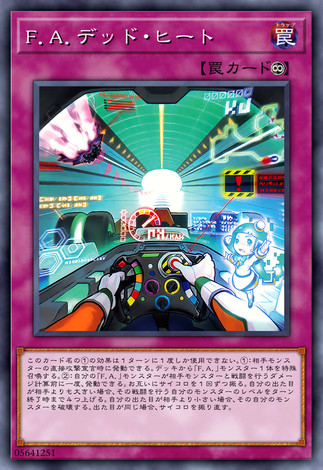 F.A.デッド・ヒート
トラップ
罠
【罠カード】
このカード名の①の効果は1ターンに1度しか使用できない。①:相手モンス
ターの直接攻撃宣言時に発動できる。デッキから「F.A.」モンスター1体を特殊
召喚する。②:自分の「F.A.」モンスターが相手モンスターと戦闘を行うダメー
ジ計算前に一度、発動できる。お互いにサイコロを1回ずつ振る。自分の出た目
が相手よりも大きい場合、その戦闘を行う自分のモンスターのレベルをターン
終了時まで4つ上げる。自分の出た目が相手より小さい場合、その自分のモンス
ターを破壊する。出た目が同じ場合、サイコロを振り直す。
05641251